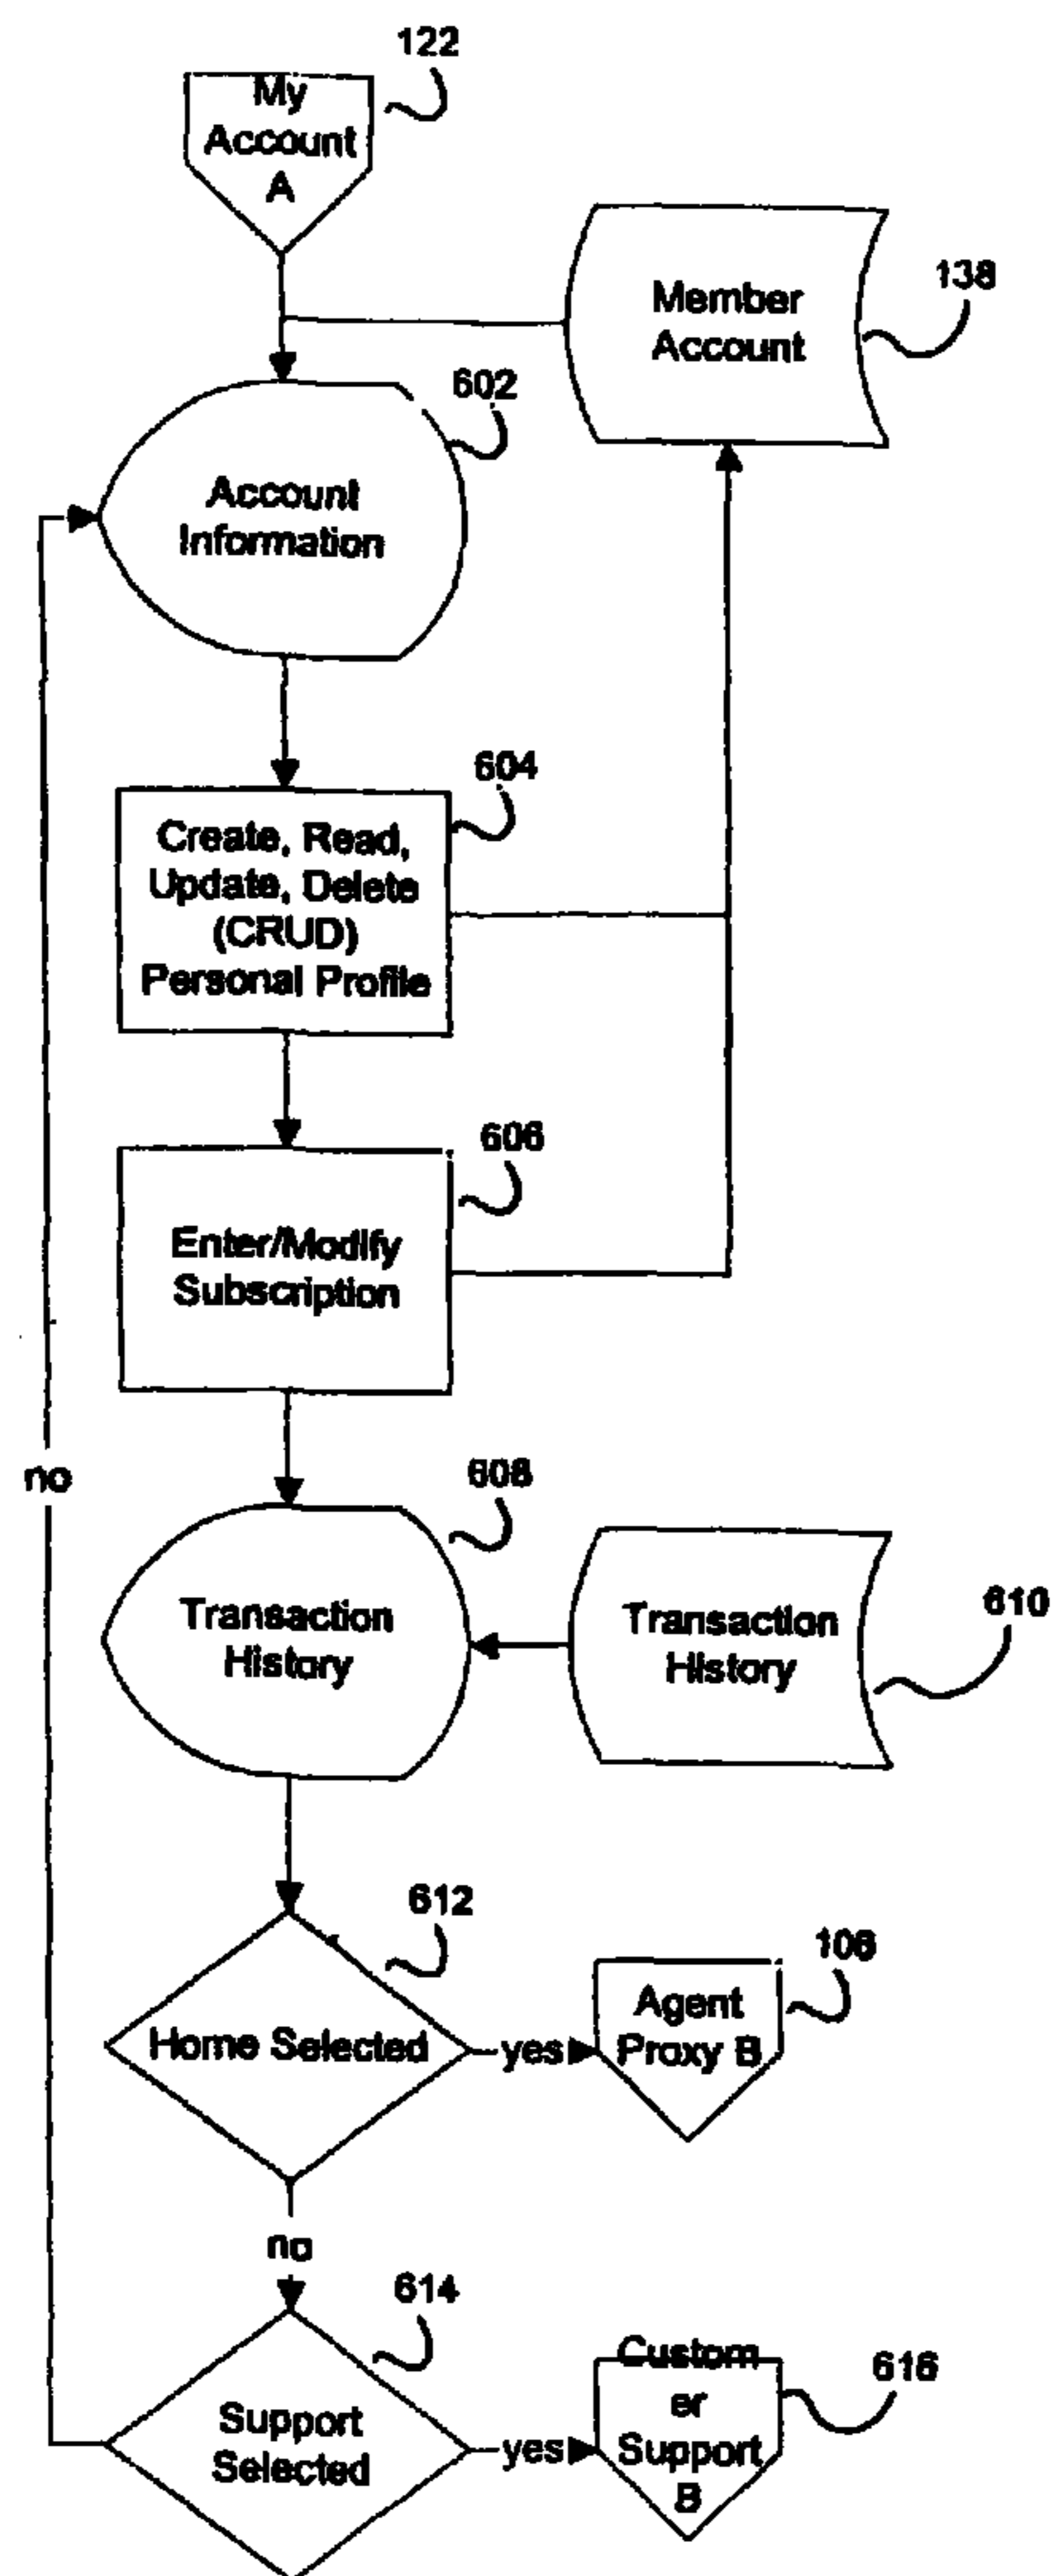 122
My
Account
A
Member
Account
138
602
Account
Information
604
Create, Read,
Update, Delete
(CRUD)
Personal Profile
606
Enter/Modify
Subscription
no
608
Transaction
History
Transaction
History
610
612
Home Selected
yes
Agent
Proxy B
106
no
614
Support
Selected
yes
Custom
er
Support
B
616